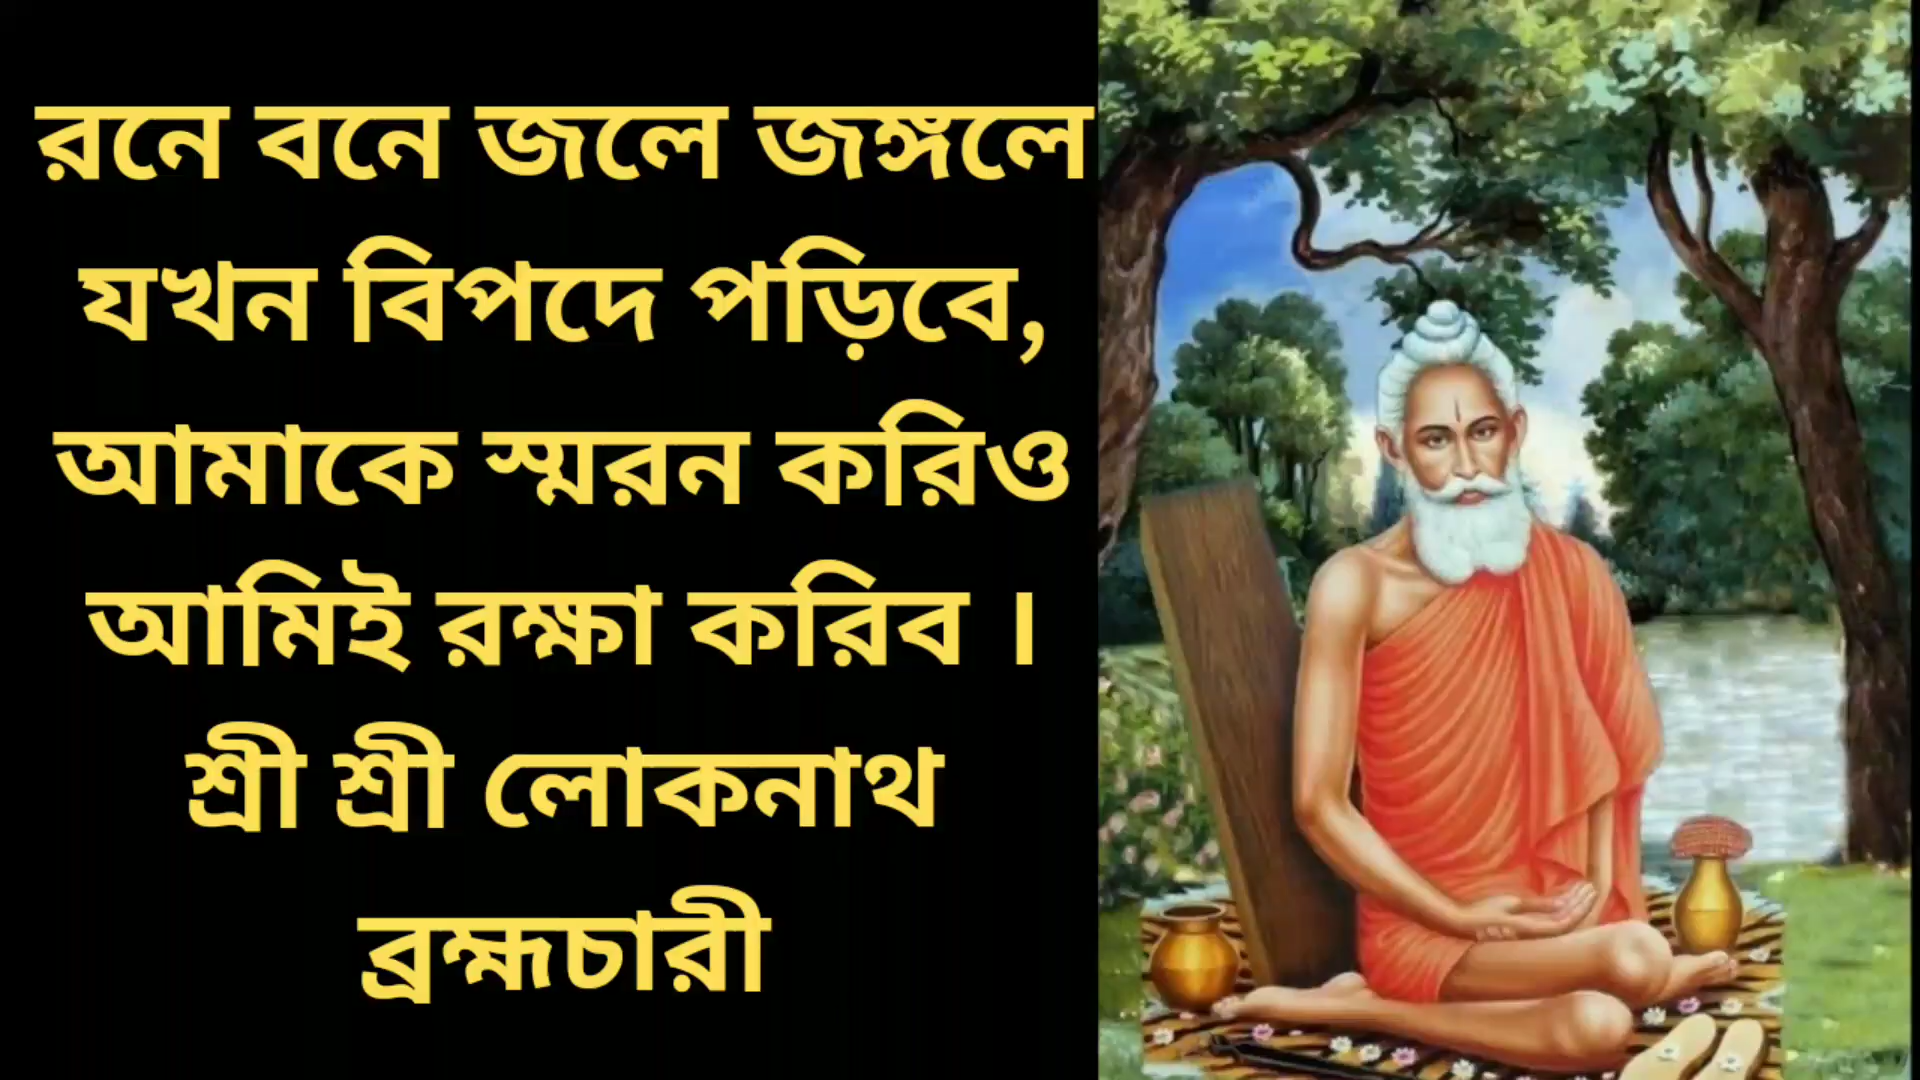 রনে বনে জলে জঙ্গলে
যখন বিপদে পড়িবে,
আমাকে স্মরন করিও
আমিই রক্ষা করিব ।
শ্রী শ্রী লোকনাথ
ব্রহ্মচারী